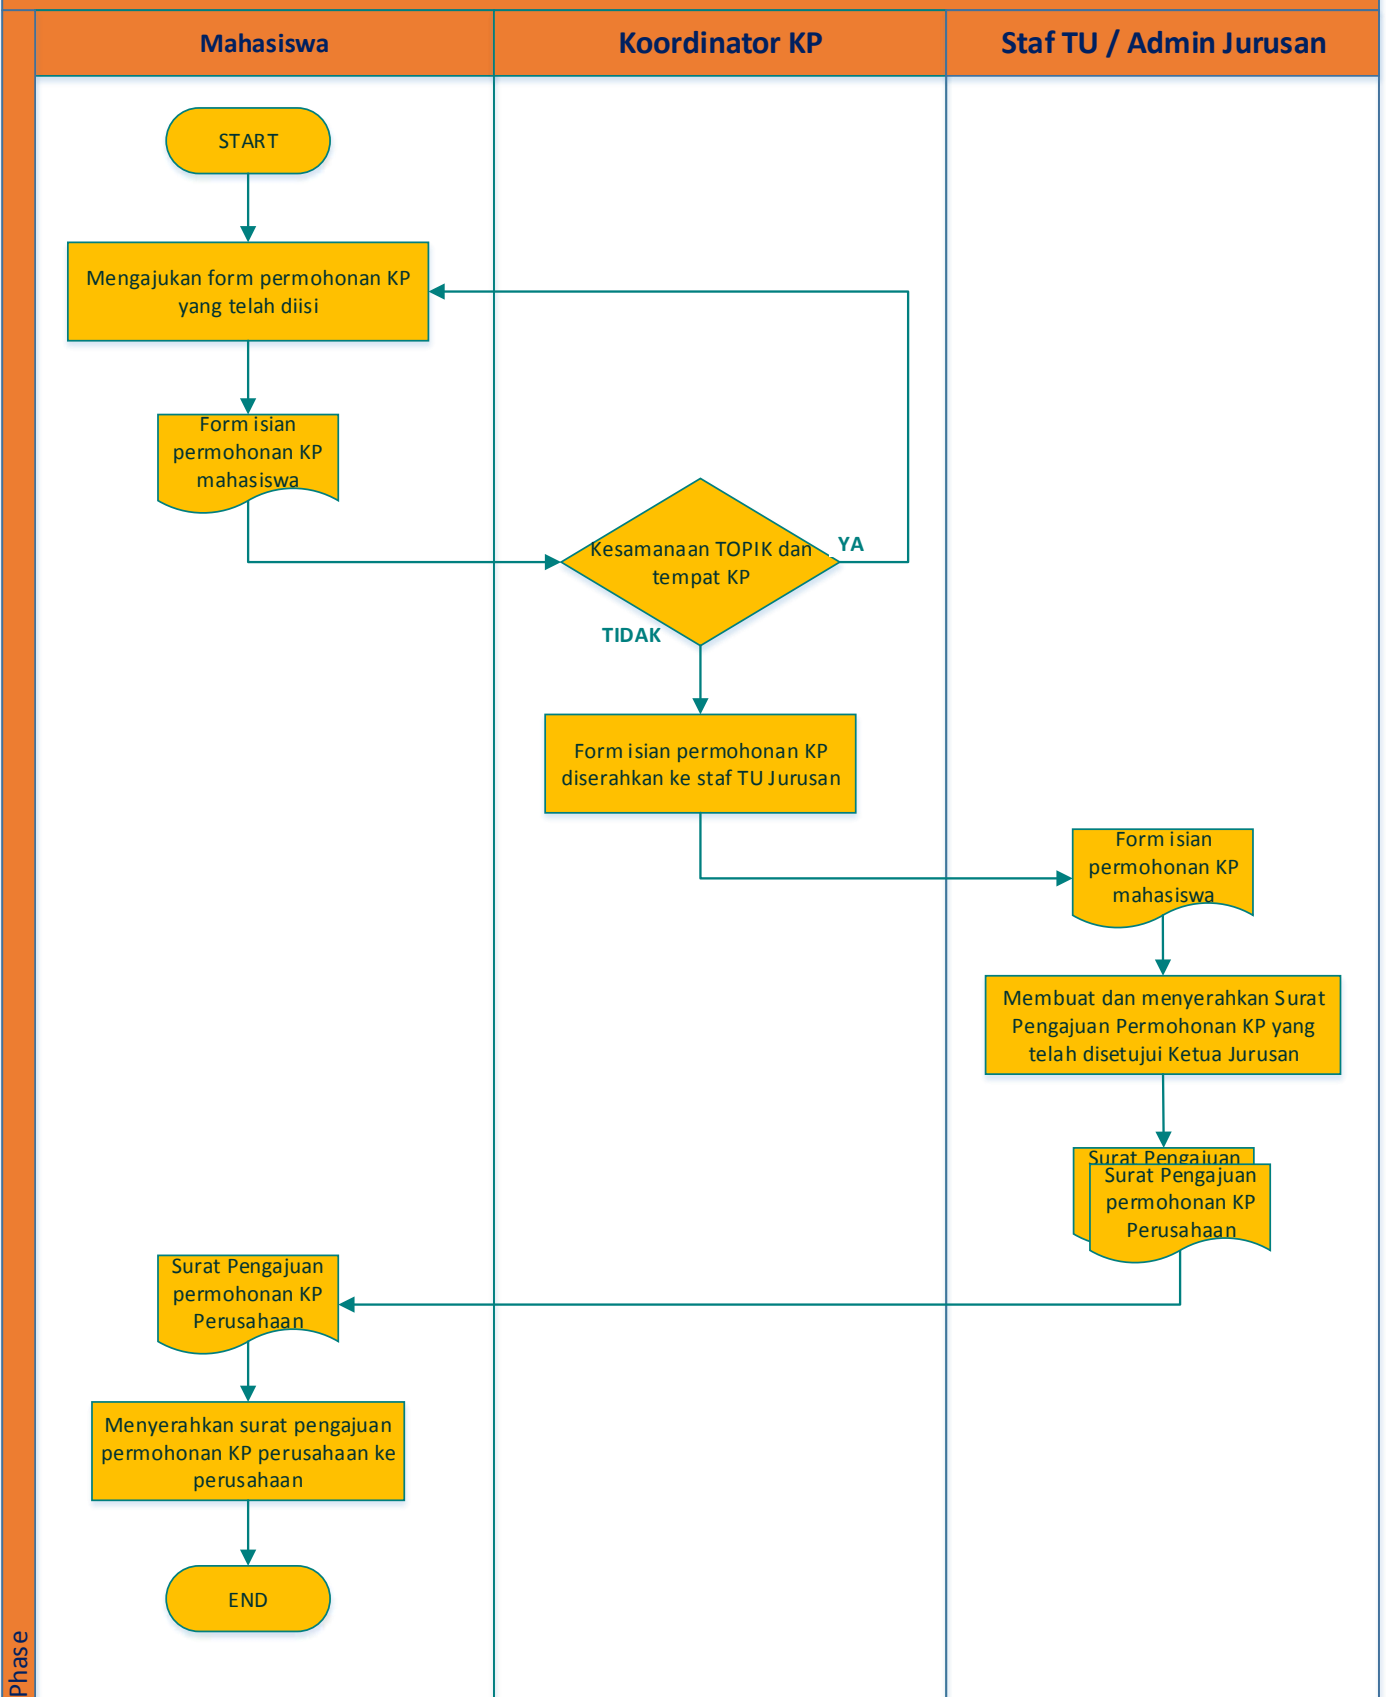 Mahasiswa
Koordinator KP
Staf TU / Admin Jurusan
START
Mengajukan form permohonan KP
yang telah diisi
Form isian
permohonan KP
mahasiswa
Kesamanaan TOPIK dan
tempat KP
YA
TIDAK
Form isian permohonan KP
diserahkan ke staf TU Jurusan
Form isian
permohonan KP
mahasiswa
Membuat dan menyerahkan Surat
Pengajuan Permohonan KP yang
telah disetujui Ketua Jurusan
Surat Pengajuan
Surat Pengajuan
permohonan KP
Perusahaan
Surat Pengajuan
permohonan KP
Perusahaan
Menyerahkan surat pengajuan
permohonan KP perusahaan ke
perusahaan
END
Phase